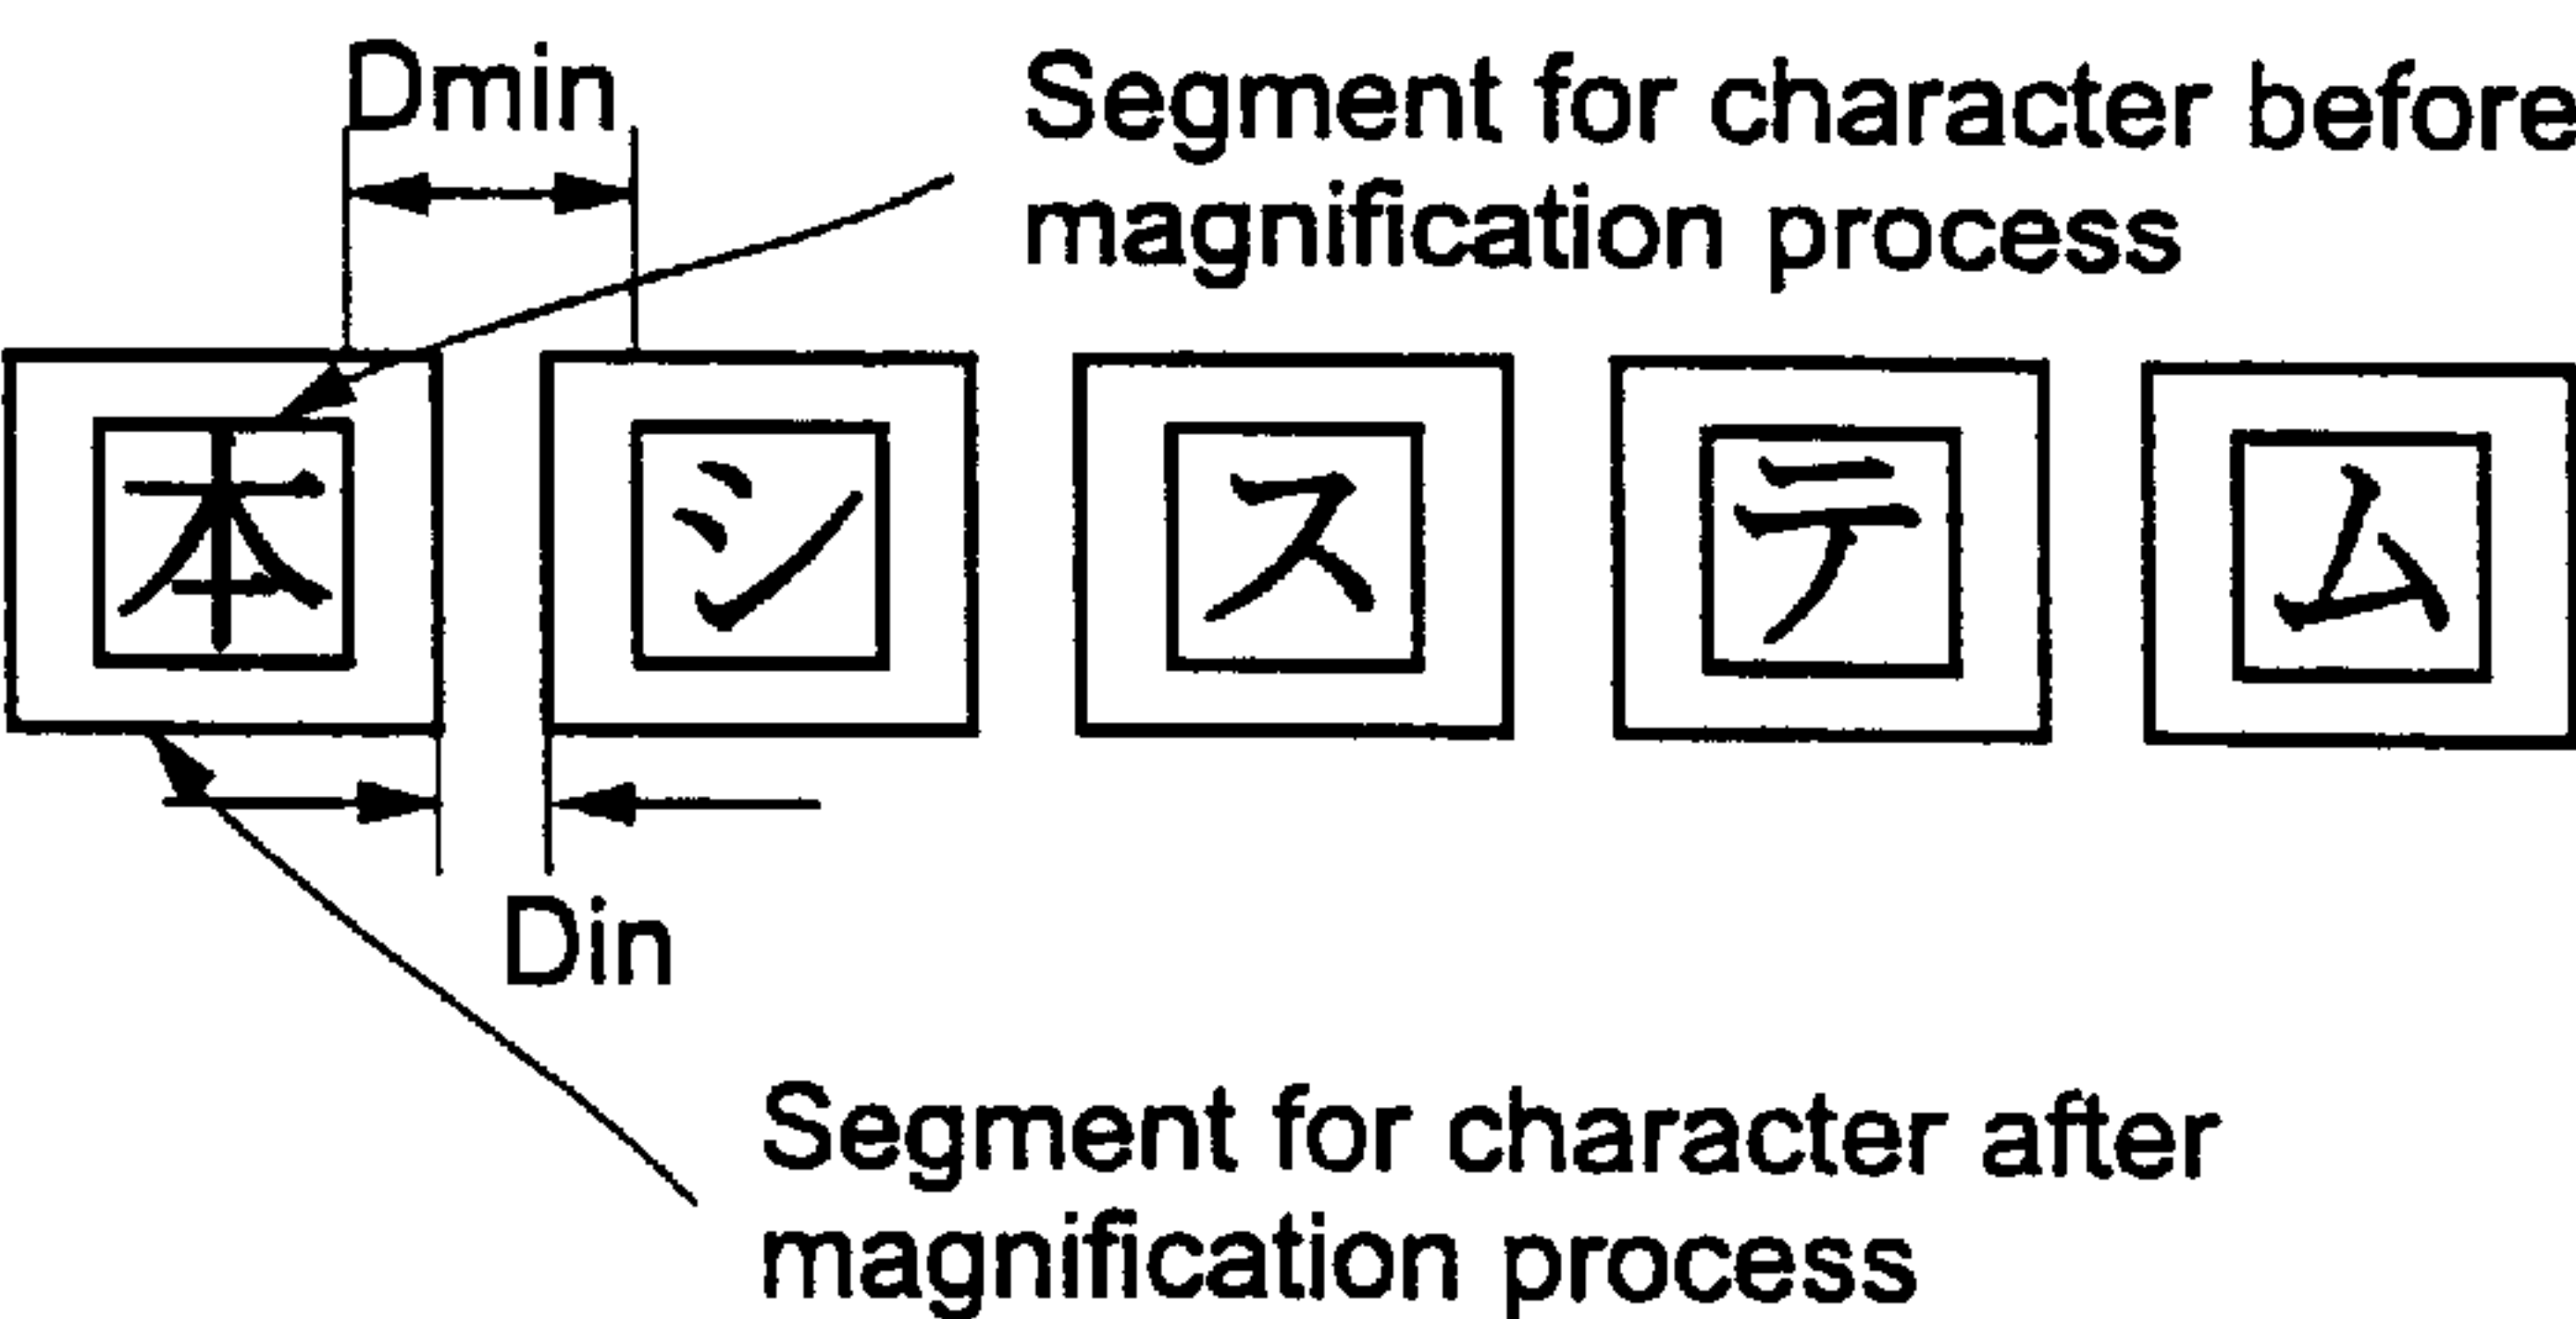 Dmin
Segment for character before
magnification process
本システム
Din
Segment for character after
magnification process